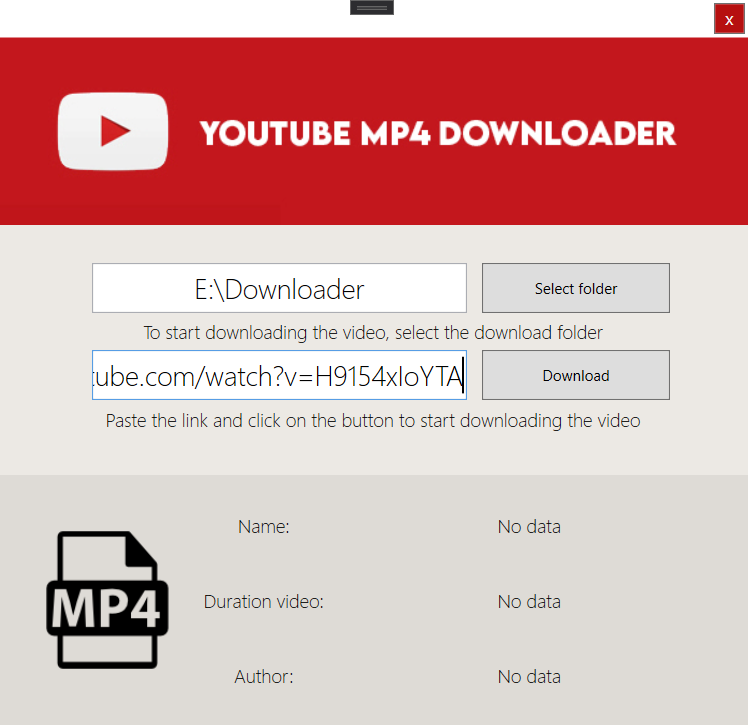 x
YOUTUBE MP4 DOWNLOADER
E:\Downloader
Select folder
To start downloading the video, select the download folder
tube.com/watch?v=H9154xIoYTA
Download
Paste the link and click on the button to start downloading the video
Name:
No data
MP4
Duration video:
No data
Author:
No data